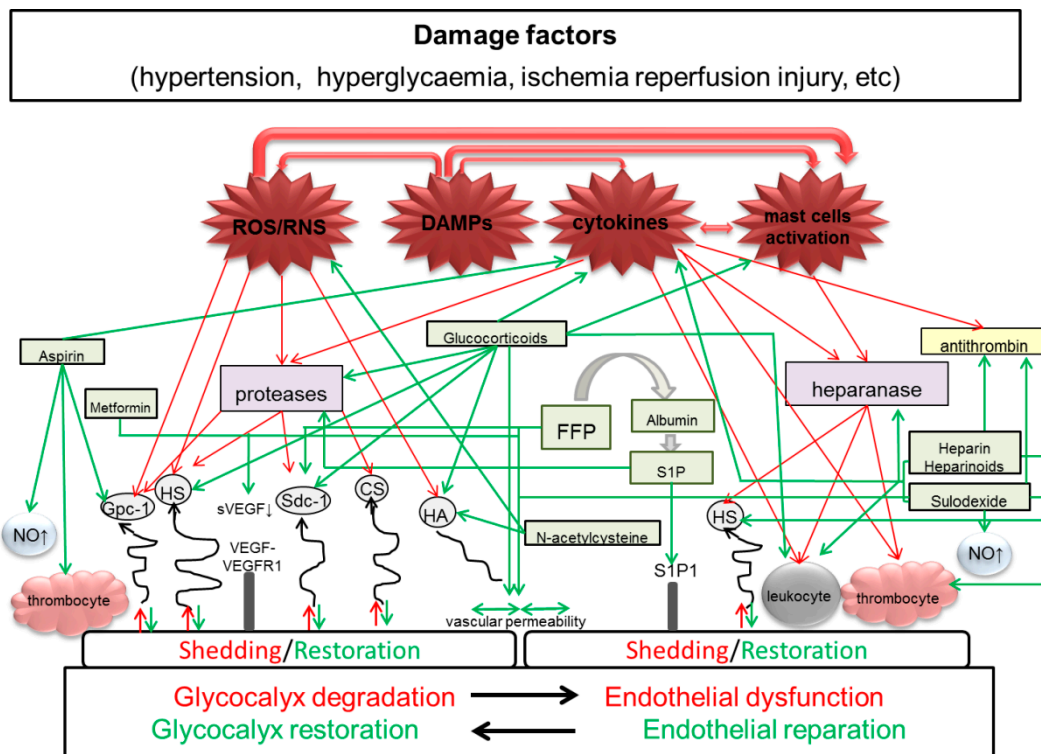 Damage factors
(hypertension, hyperglycaemia, ischemia reperfusion injury, etc)
ROS/RNS
DAMPs
cytokines
mast cells
activation
Aspirin
Glucocorticoids
antithrombin
proteases
heparanase
Metformin
FFP
Albumin
S1P
Heparin
Heparinoids
Sulodexide
Gpc-1
HS
sVEGF↓
Sdc-1
CS
HA
N-acetylcysteine
HS
NO↑
NO↑
VEGF-
VEGFR1
S1P1
thrombocyte
leukocyte
thrombocyte
vascular permeability
Shedding/Restoration
Shedding/Restoration
Glycocalyx degradation
Endothelial dysfunction
Glycocalyx restoration
Endothelial reparation